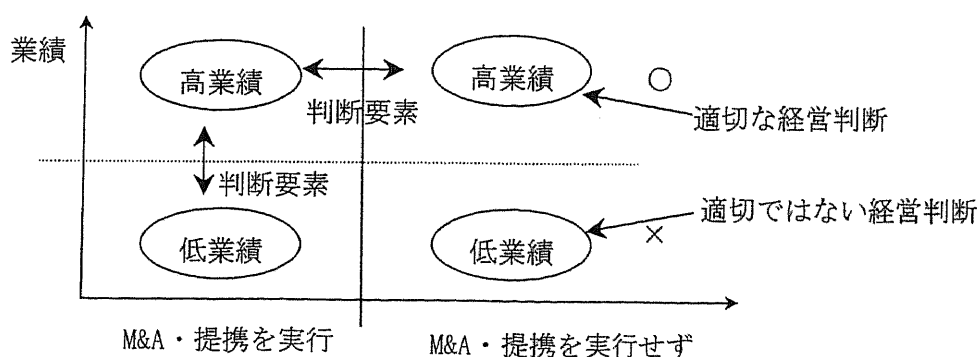 業績
高業績
高業績
○
判断要素
適切な経営判断
判断要素
適切ではない経営判断
×
低業績
低業績
M&A・提携を実行
M&A・提携を実行せず